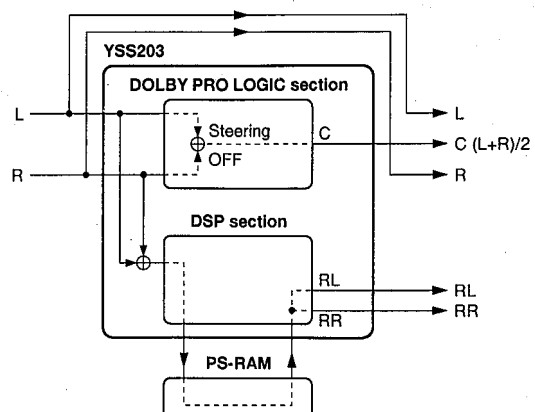 YSS203
DOLBY PRO LOGIC section
L
Steering
C
L
OFF
C (L+R)/2
R
R
DSP section
RL
RL
RR
RR
PS-RAM